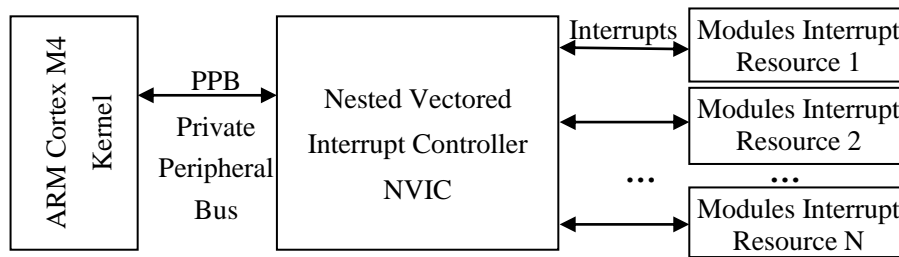 ARM Cortex M4
Kernel
PPB
Private
Peripheral
Bus
Nested Vectored
Interrupt Controller
NVIC
Interrupts
Modules Interrupt
Resource 1
Modules Interrupt
Resource 2
... ...
Modules Interrupt
Resource N